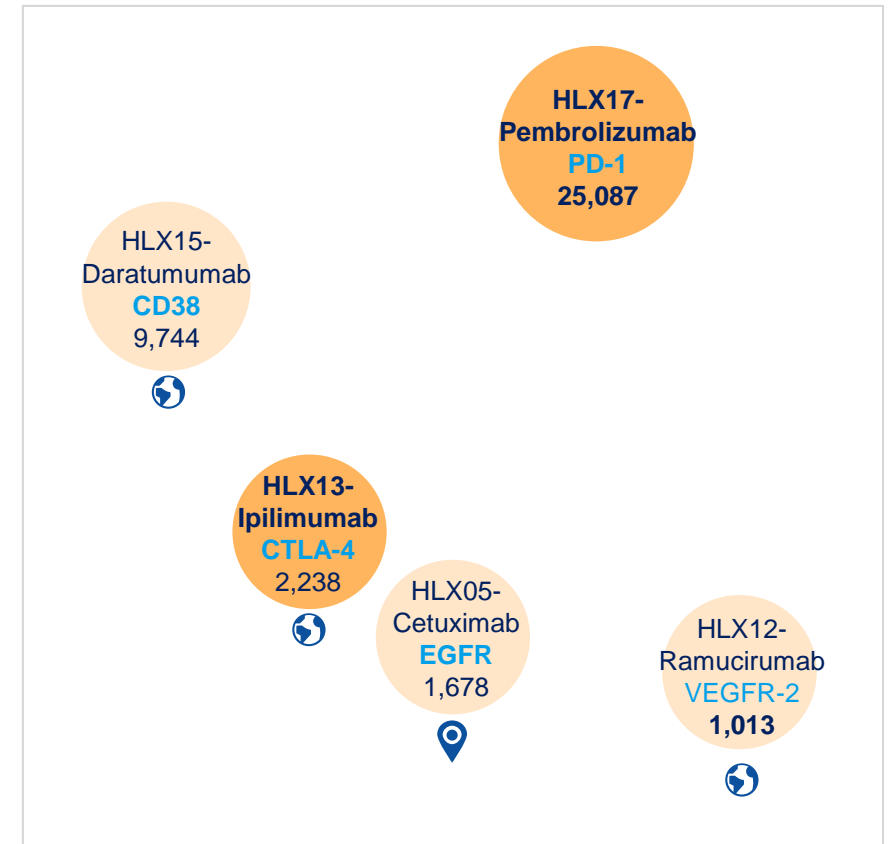 HLX17-
Pembrolizumab
PD-1
25,087
HLX15-
Daratumumab
CD38
9,744
HLX13-
Ipilimumab
CTLA-4
2,238
HLX05-
Cetuximab
EGFR
1,678
HLX12-
Ramucirumab
VEGFR-2
1,013